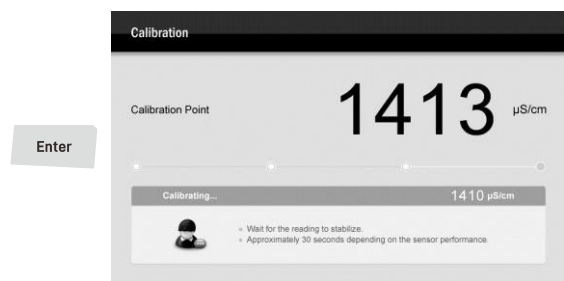 Calibration
Calibration Point 1413 µS/cm
Enter
Calibrating... 1410 µS/cm
Wait for the reading to stabilize.
Approximately 30 seconds depending on the sensor performance.